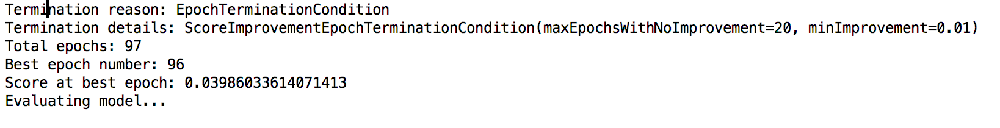 Termination reason: EpochTerminationCondition
Termination details: ScoreImprovementEpochTerminationCondition(maxEpochsWithNoImprovement=20, minImprovement=0.01)
Total epochs: 97
Best epoch number: 96
Score at best epoch: 0.03986033614071413
Evaluating model...